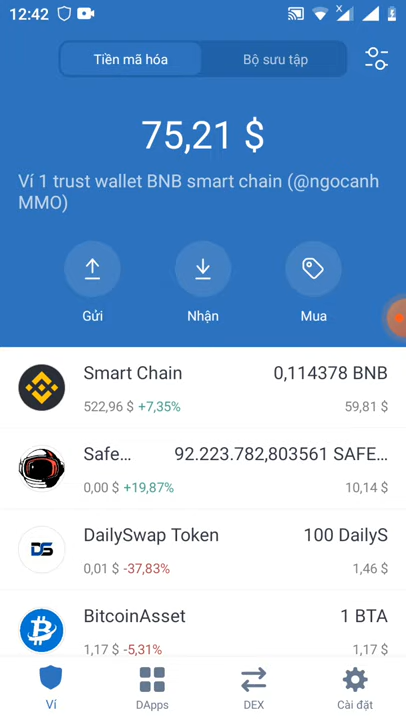 12:42
Tiền mã hóa
Bộ sưu tập
75,21 $
Ví 1 trust wallet BNB smart chain (@ngocanh
MMO)
Gửi
Nhận
Mua
Smart Chain 0,114378 BNB
522,96 $ +7,35% 59,81 $
Safe... 92.223.782,803561 SAFE...
0,00 $ +19,87% 10,14 $
DS
DailySwap Token 100 DailyS
0,01 $ -37,83% 1,46 $
BitcoinAsset 1 BTA
1,17 $ -5,31% 1,17 $
Ví
DApps
DEX
Cài đặt